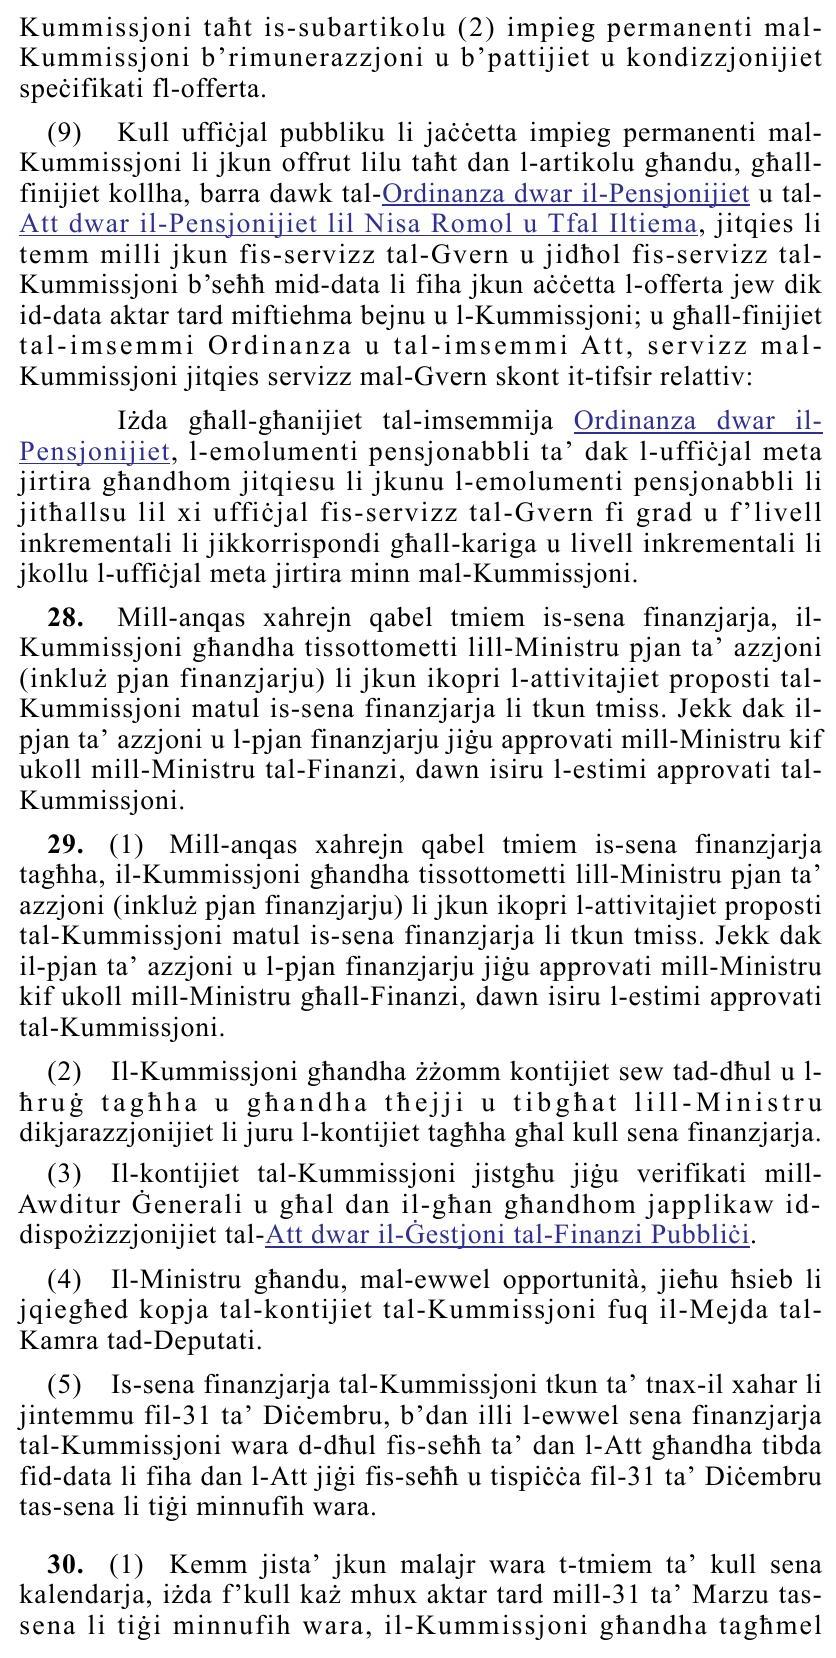 Kummissjoni taħt is-subartikolu (2) impieg permanenti mal-
Kummissjoni b’rimunerazzjoni u b’pattijiet u kondizzjonijiet
speċifikati fl-offerta.
(9) Kull uffiċjal pubbliku li jaċċetta impieg permanenti mal-
Kummissjoni li jkun offrut lilu taħt dan l-artikolu għandu, għall-
finijiet kollha, barra dawk tal-Ordinanza dwar il-Pensjonijiet u tal-
Att dwar il-Pensjonijiet lil Nisa Romol u Tfal Iltiema, jitqies li
temm milli jkun fis-servizz tal-Gvern u jidħol fis-servizz tal-
Kummissjoni b’seħħ mid-data li fiha jkun aċċetta l-offerta jew dik
id-data aktar tard miftiehma bejnu u l-Kummissjoni; u għall-finijiet
tal-imsemmi Ordinanza u tal-imsemmi Att, servizz mal-
Kummissjoni jitqies servizz mal-Gvern skont it-tifsir relattiv:
Iżda għall-għanijiet tal-imsemmija Ordinanza dwar il-
Pensjonijiet, l-emolumenti pensjonabbli ta’ dak l-uffiċjal meta
jirtira għandhom jitqiesu li jkunu l-emolumenti pensjonabbli li
jitħallsu lil xi uffiċjal fis-servizz tal-Gvern fi grad u f’livell
inkrementali li jikkorrispondi għall-kariga u livell inkrementali li
jkollu l-uffiċjal meta jirtira minn mal-Kummissjoni.
28. Mill-anqas xahrejn qabel tmiem is-sena finanzjarja, il-
Kummissjoni għandha tissottometti lill-Ministru pjan ta’ azzjoni
(inkluż pjan finanzjarju) li jkun ikopri l-attivitajiet proposti tal-
Kummissjoni matul is-sena finanzjarja li tkun tmiss. Jekk dak il-
pjan ta’ azzjoni u l-pjan finanzjarju jiġu approvati mill-Ministru kif
ukoll mill-Ministru tal-Finanzi, dawn isiru l-estimi approvati tal-
Kummissjoni.
29. (1) Mill-anqas xahrejn qabel tmiem is-sena finanzjarja
tagħha, il-Kummissjoni għandha tissottometti lill-Ministru pjan ta’
azzjoni (inkluż pjan finanzjarju) li jkun ikopri l-attivitajiet proposti
tal-Kummissjoni matul is-sena finanzjarja li tkun tmiss. Jekk dak
il-pjan ta’ azzjoni u l-pjan finanzjarju jiġu approvati mill-Ministru
kif ukoll mill-Ministru għall-Finanzi, dawn isiru l-estimi approvati
tal-Kummissjoni.
(2) Il-Kummissjoni għandha żżomm kontijiet sew tad-dħul u l-
ħruġ tagħha u għandha tħejji u tibgħat lill-Ministru
dikjarazzjonijiet li juru l-kontijiet tagħha għal kull sena finanzjarja.
(3) Il-kontijiet tal-Kummissjoni jistgħu jiġu verifikati mill-
Awditur Ġenerali u għal dan il-għan għandhom japplikaw id-
dispożizzjonijiet tal-Att dwar il-Ġestjoni tal-Finanzi Pubbliċi.
(4) Il-Ministru għandu, mal-ewwel opportunità, jieħu ħsieb li
jqiegħed kopja tal-kontijiet tal-Kummissjoni fuq il-Mejda tal-
Kamra tad-Deputati.
(5) Is-sena finanzjarja tal-Kummissjoni tkun ta’ tnax-il xahar li
jintemmu fil-31 ta’ Diċembru, b’dan illi l-ewwel sena finanzjarja
tal-Kummissjoni wara d-dħul fis-seħħ ta’ dan l-Att għandha tibda
fid-data li fiha dan l-Att jiġi fis-seħħ u tispiċċa fil-31 ta’ Diċembru
tas-sena li tiġi minnufih wara.
30. (1) Kemm jista’ jkun malajr wara t-tmiem ta’ kull sena
kalendarja, iżda f’kull każ mhux aktar tard mill-31 ta’ Marzu tas-
sena li tiġi minnufih wara, il-Kummissjoni għandha tagħmel